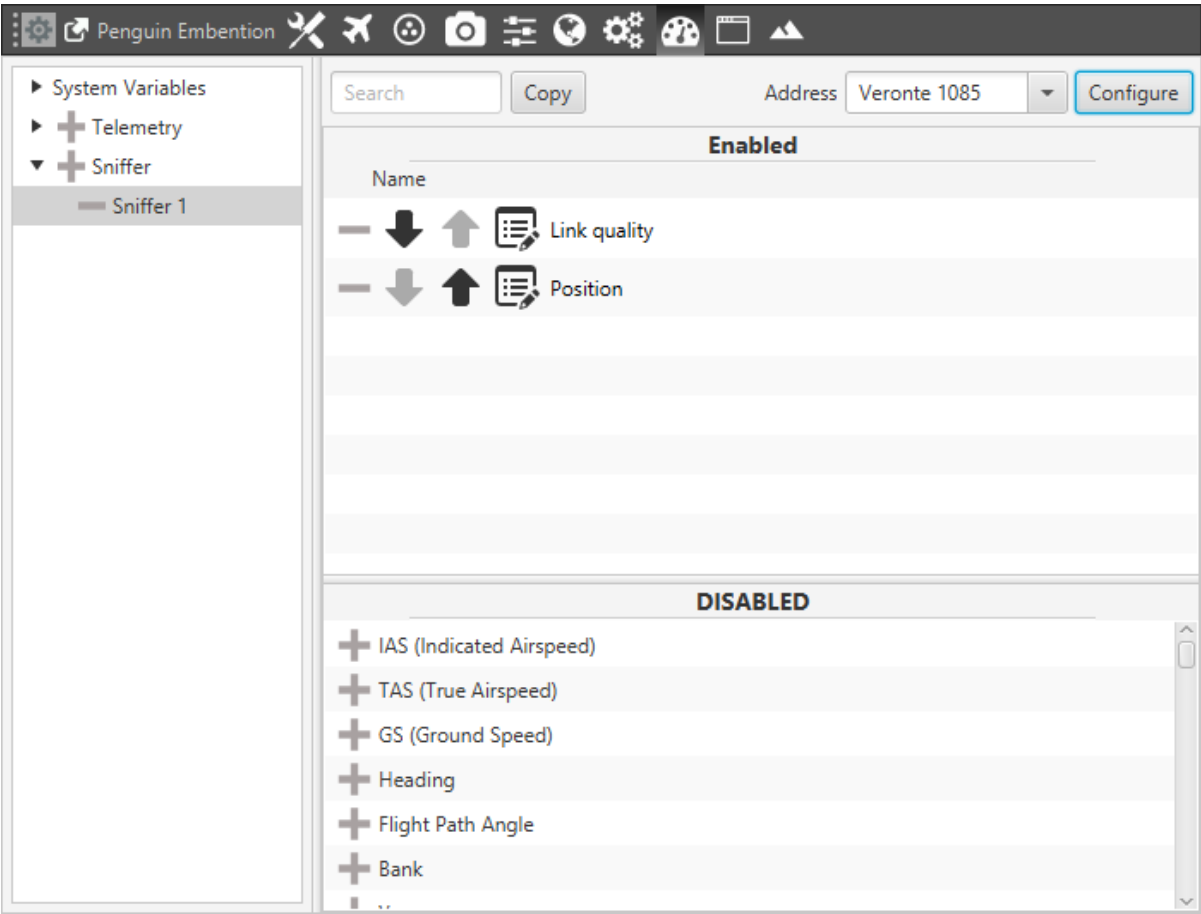 Penguin Embention
System Variables
Telemetry
Sniffer
Sniffer 1
Search
Copy
Address
Veronte 1085
Configure
Enabled
Name
Link quality
Position
DISABLED
IAS (Indicated Airspeed)
TAS (True Airspeed)
GS (Ground Speed)
Heading
Flight Path Angle
Bank